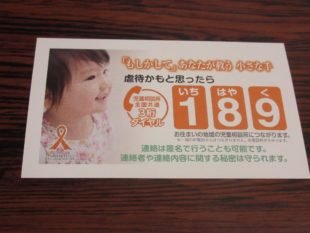 「もしかして」あなたが救う 小さな手
虐待かもと思ったら
児童相談所
全国共通
3桁
ダイヤル
いち はや く
1 8 9
お住まいの地域の児童相談所につながります。
連絡は匿名で行うことも可能です。
連絡者や連絡内容に関する秘密は守られます。